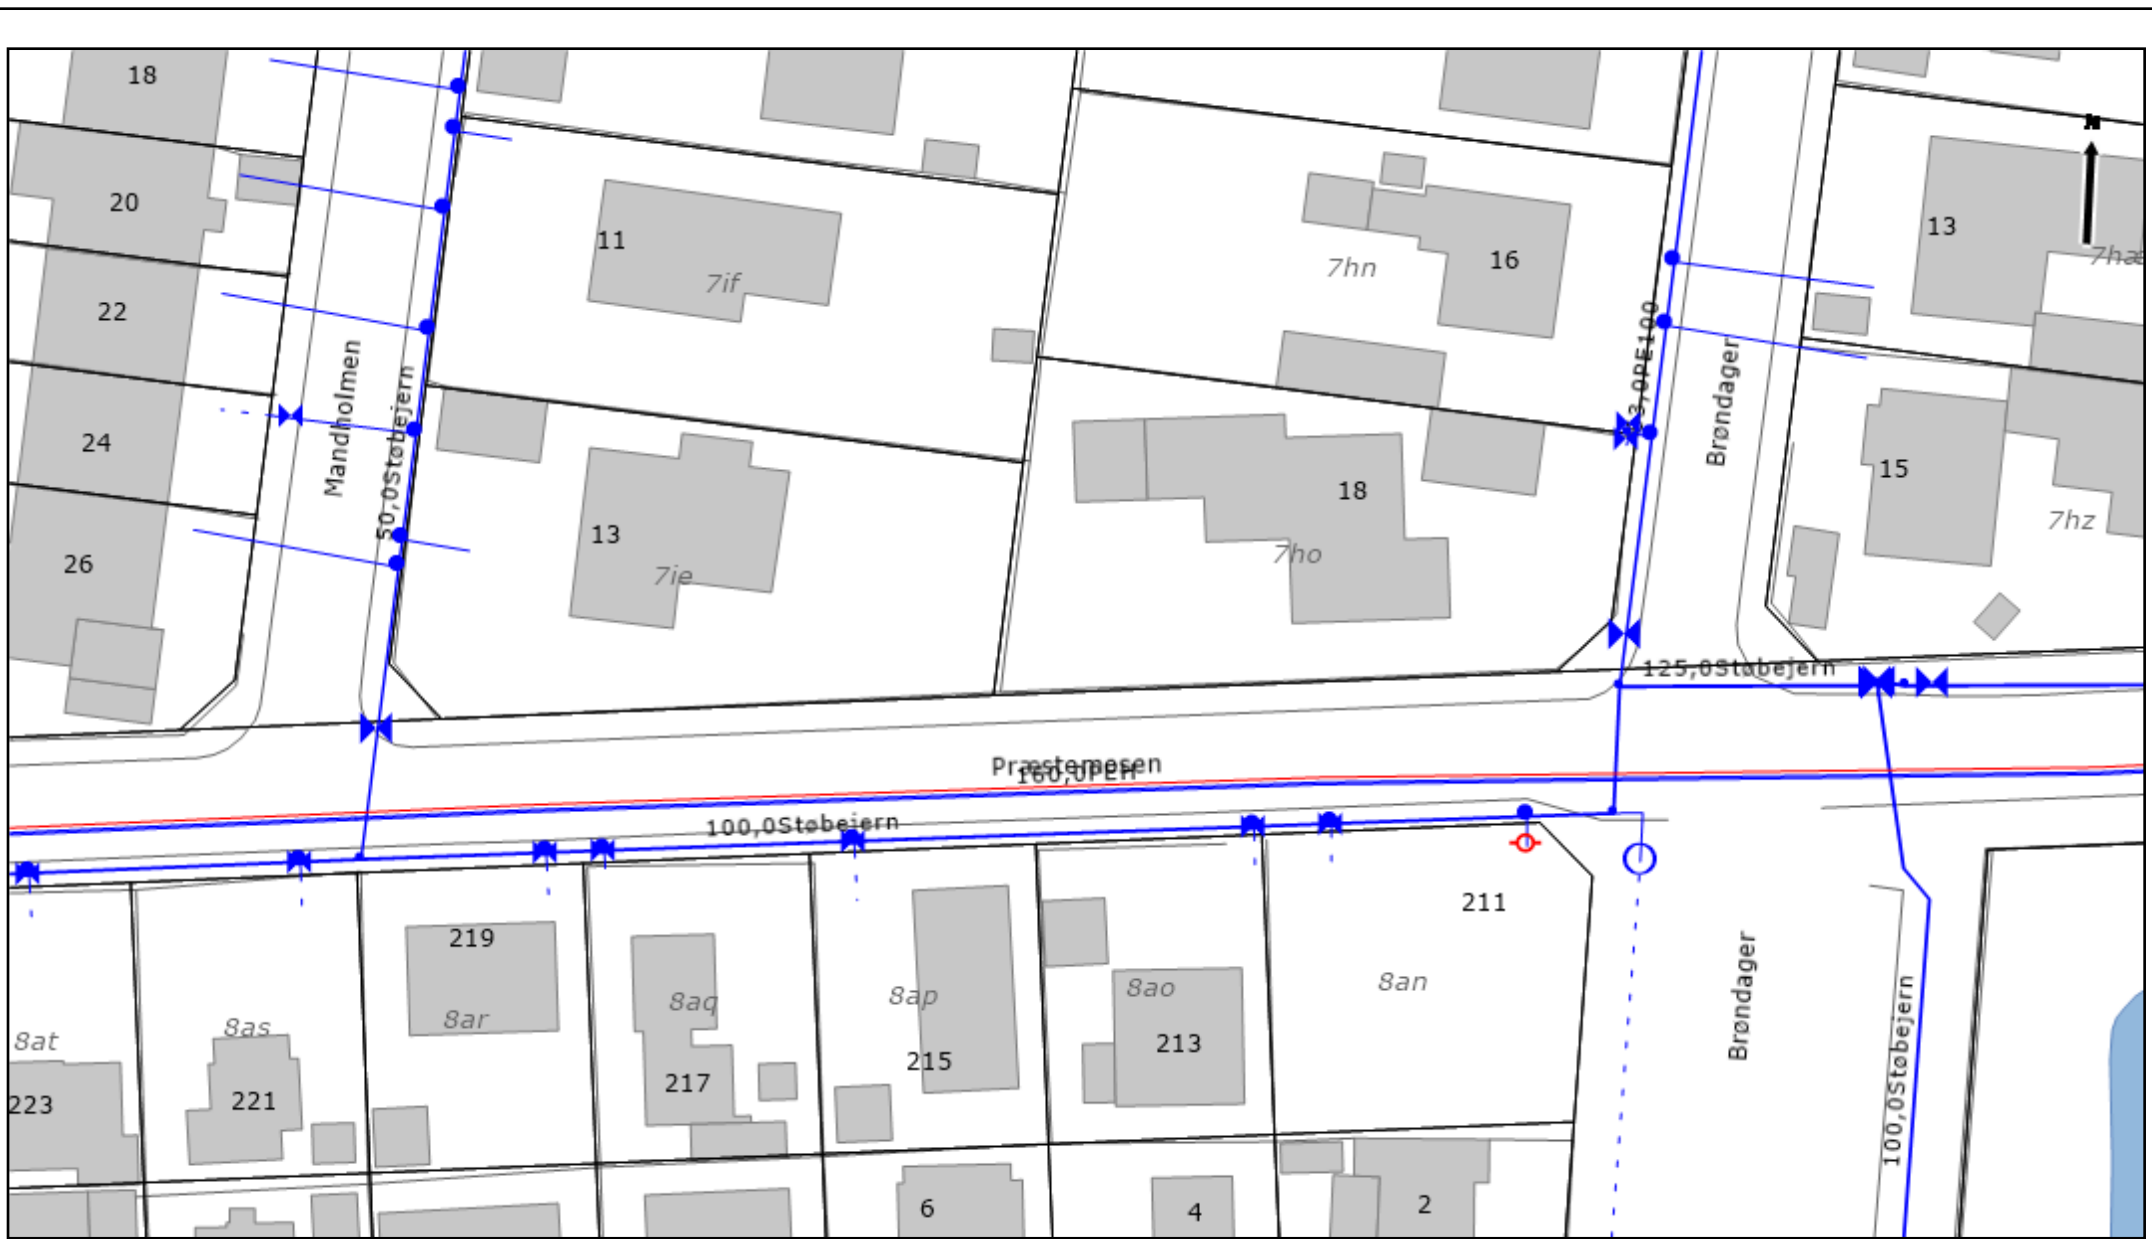 18
N
20
13
7hæ
11
16
7hn
7if
22
Mandholmen
50,0Støbejern
3,0PE100
Brøndager
24
15
18
7hz
13
7ho
26
7ie
125,0Støbejern
Præstemosen
160,0PEH
100,0Støbejern
211
219
8an
8ao
8ap
8aq
8ar
8as
8at
Brøndager
213
215
217
221
223
100,0Støbejern
6
4
2